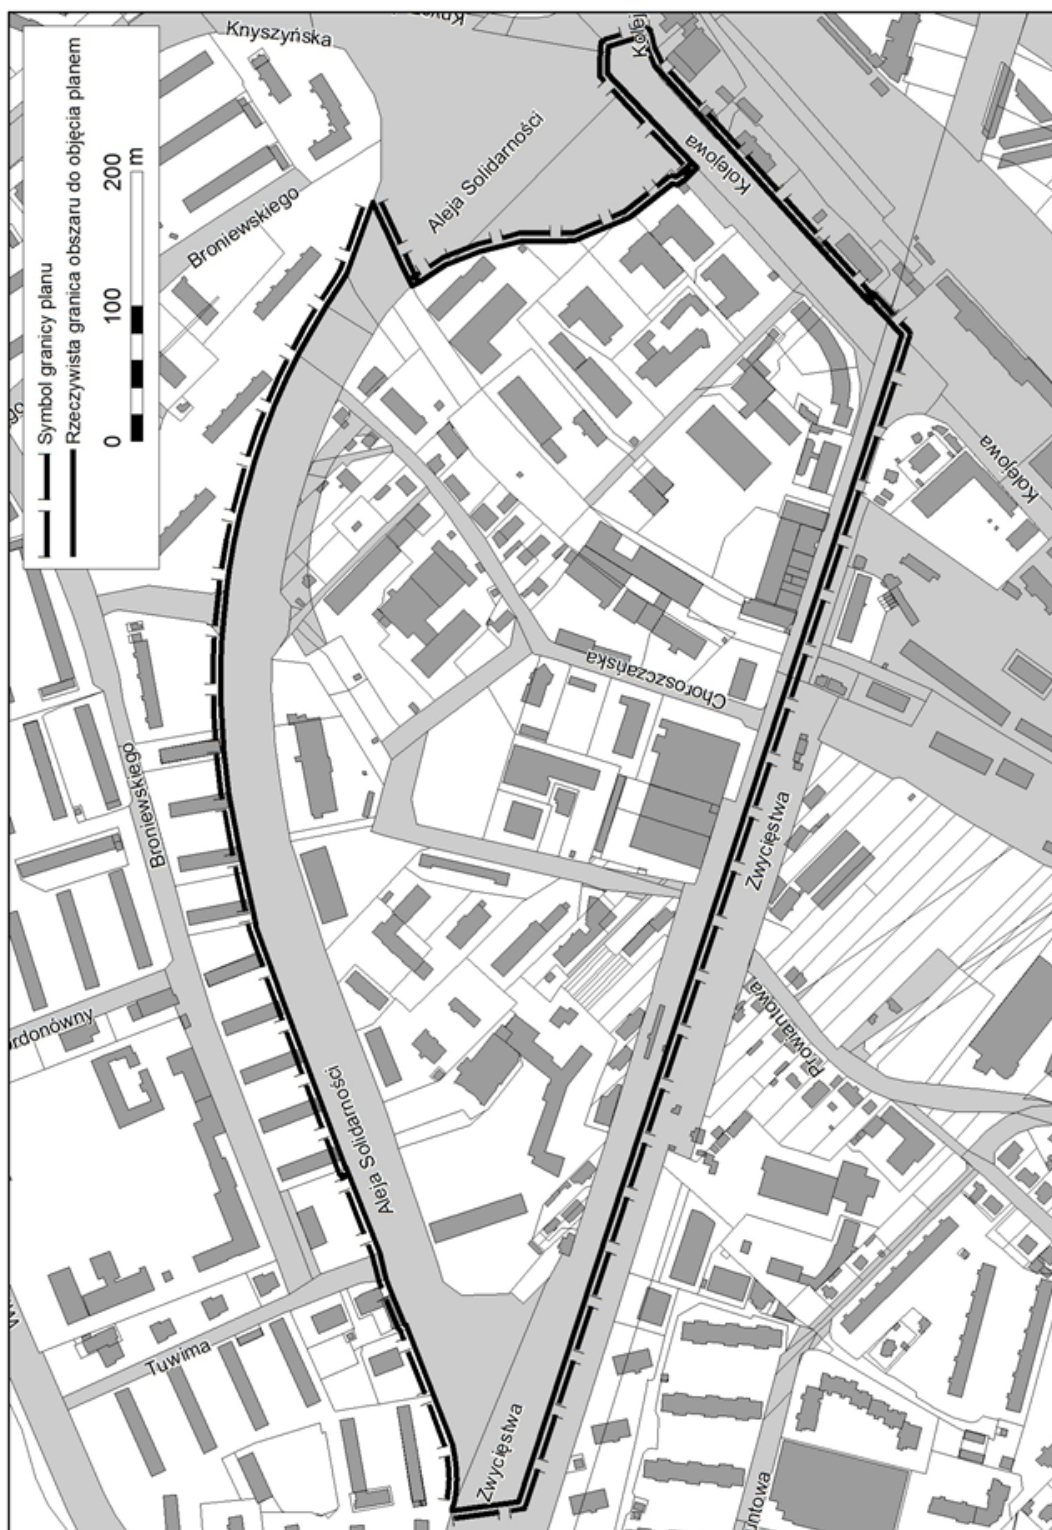 Symbol granicy planu
Rzeczywista granica obszaru do objęcia planem
0 100 200
m
Knyszyńska
Broniewskiego
Aleja Solidarności
Kolejowa
Kolejowa
Choroszczańska
Broniewskiego
Zwycięstwa
Prowiantowa
Aleja Solidarności
Tuwima
Zwycięstwa